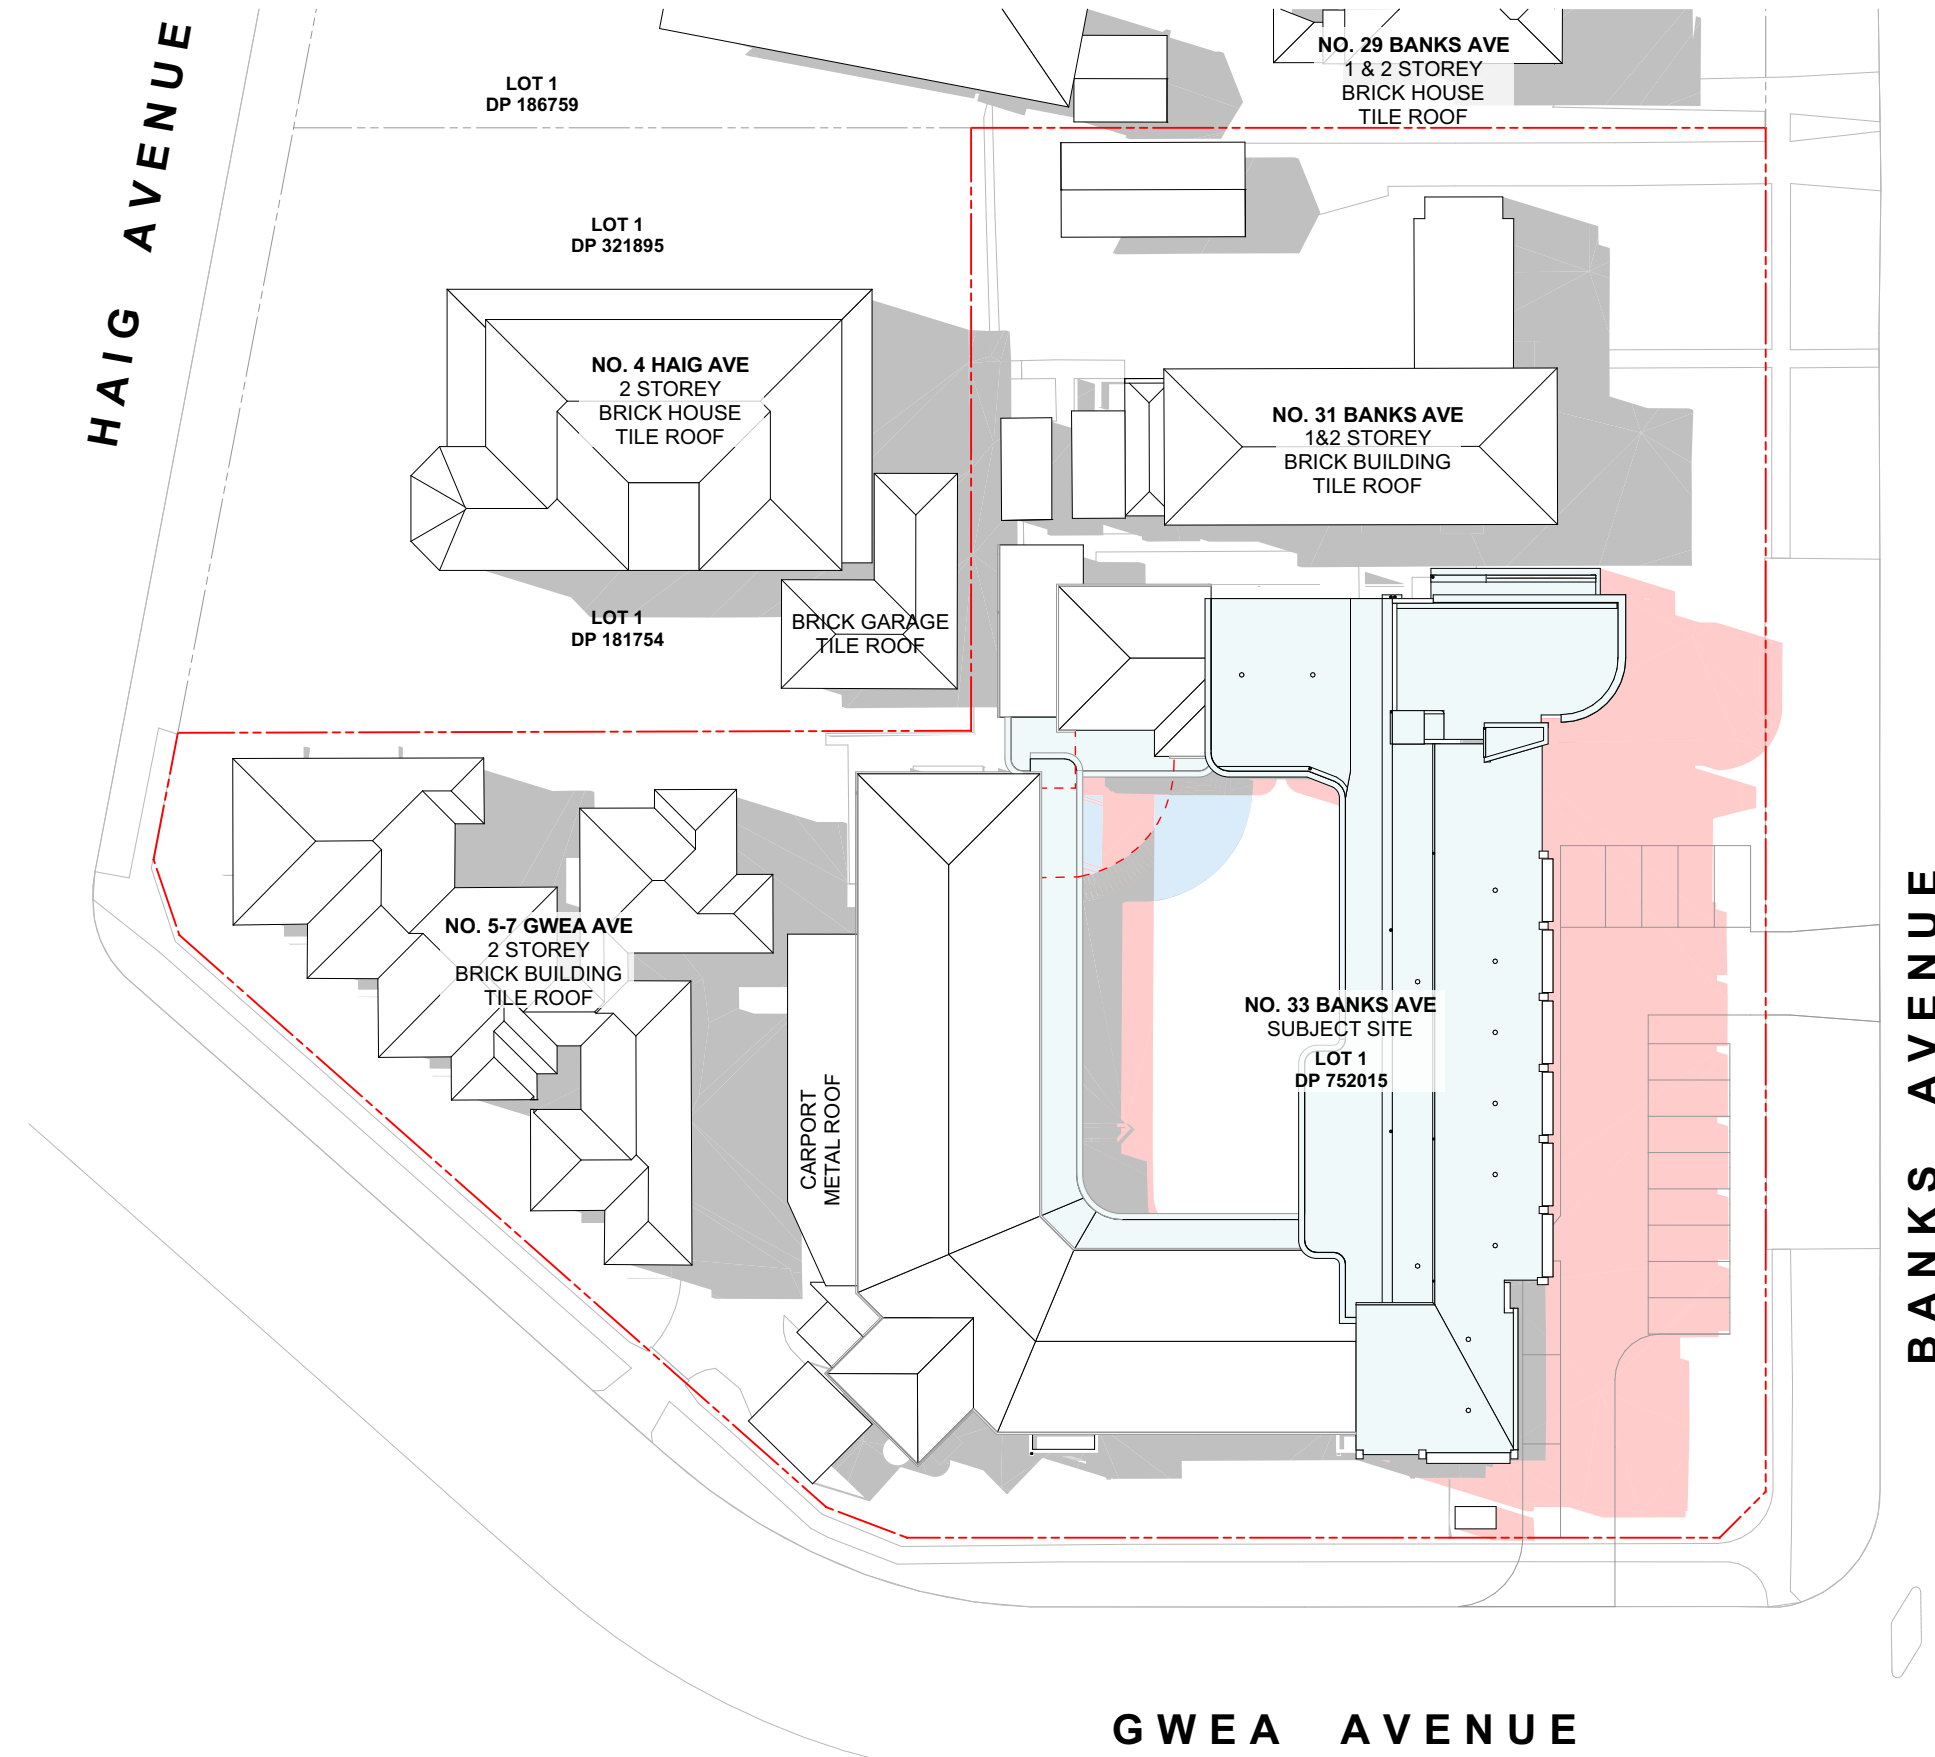 HAIG AVENUE
LOT 1
DP 186759
NO. 29 BANKS AVE
1 & 2 STOREY
BRICK HOUSE
TILE ROOF
LOT 1
DP 321895
NO. 4 HAIG AVE
2 STOREY
BRICK HOUSE
TILE ROOF
NO. 31 BANKS AVE
1&2 STOREY
BRICK BUILDING
TILE ROOF
LOT 1
DP 181754
BRICK GARAGE
TILE ROOF
NO. 5-7 GWEA AVE
2 STOREY
BRICK BUILDING
TILE ROOF
CARPORT
METAL ROOF
NO. 33 BANKS AVE
SUBJECT SITE
LOT 1
DP 752015
BANKS AVENUE
GWEA AVENUE